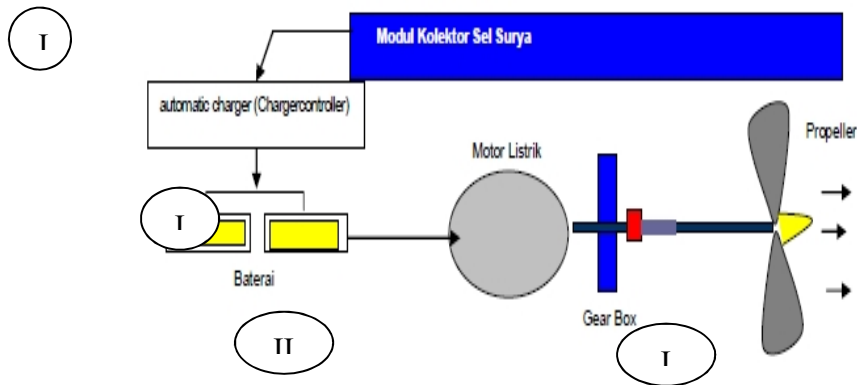 I
Modul Kolektor Sel Surya
automatic charger (Chargercontroller)
Motor Listrik
Propeller
I
Baterai
Gear Box
II
I